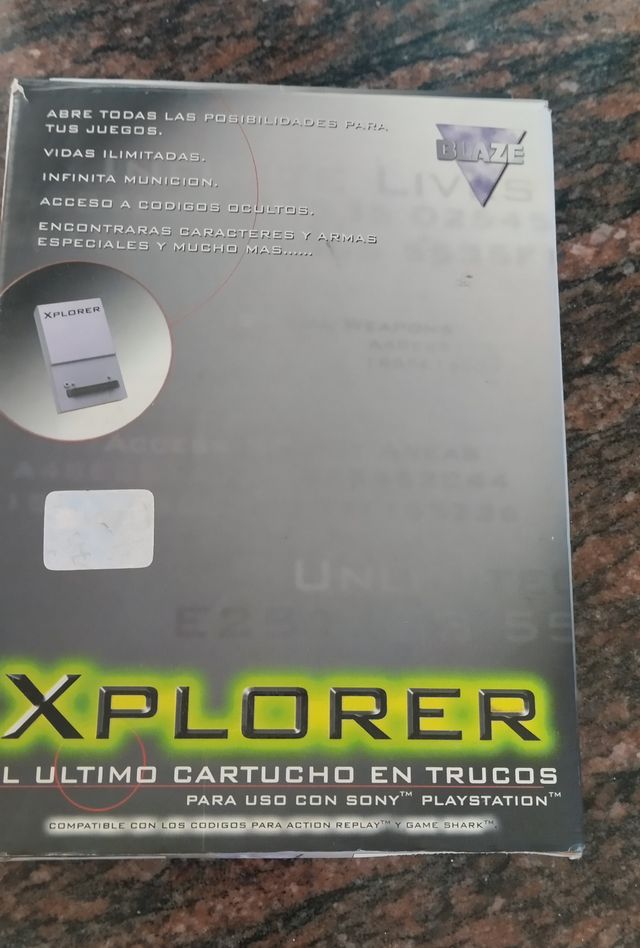 ABRE TODAS LAS POSIBILIDADES PARA
TUS JUEGOS.
VIDAS ILIMITADAS.
INFINITA MUNICION.
ACCESO A CODIGOS OCULTOS.
ENCONTRARAS CARACTERES Y ARMAS
ESPECIALES Y MUCHO MAS......
BLAZE
XPLORER
WEAPONS
XPLORER
L ULTIMO CARTUCHO EN TRUCOS
PARA USO CON SONY™ PLAYSTATION™
COMPATIBLE CON LOS CODIGOS PARA ACTION REPLAY™ Y GAME SHARK™.